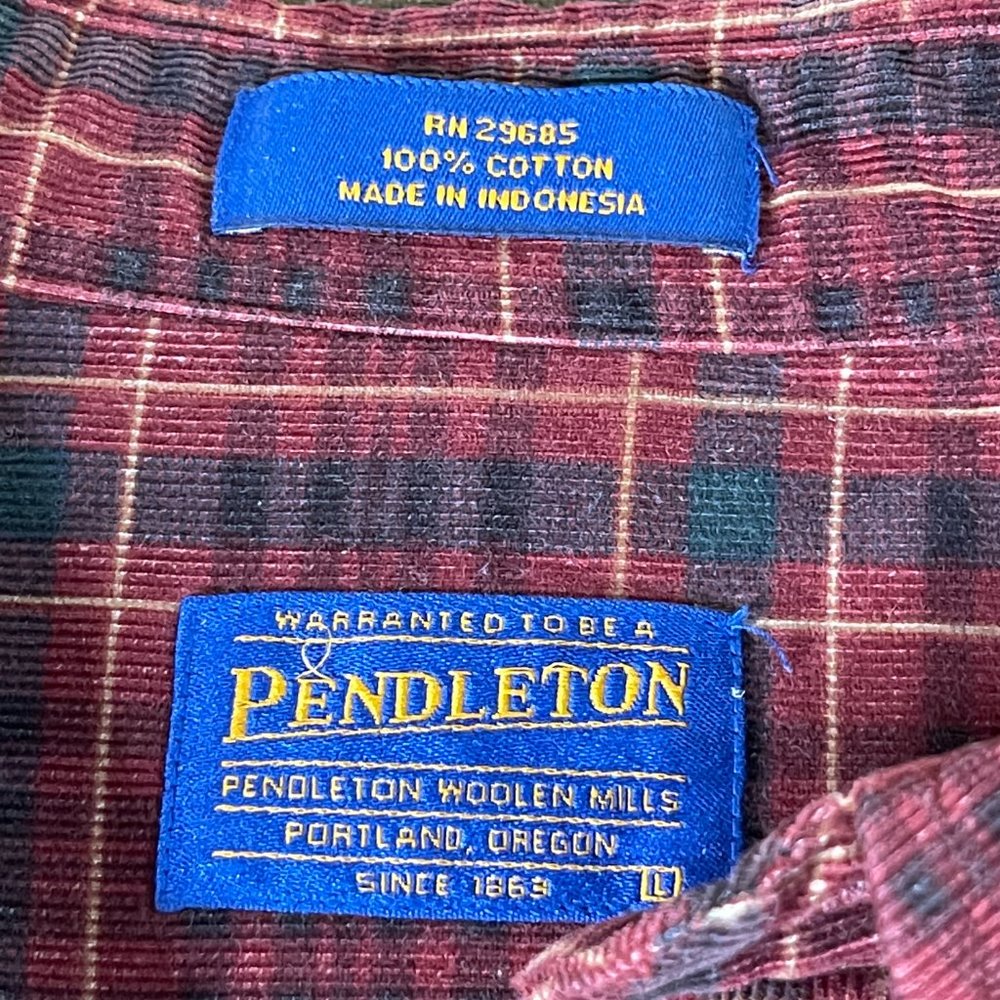 RN 29685
100% COTTON
MADE IN INDONESIA
WARRANTED TO BE A
PENDLETON
PENDLETON WOOLEN MILLS
PORTLAND, OREGON
SINCE 1863
L